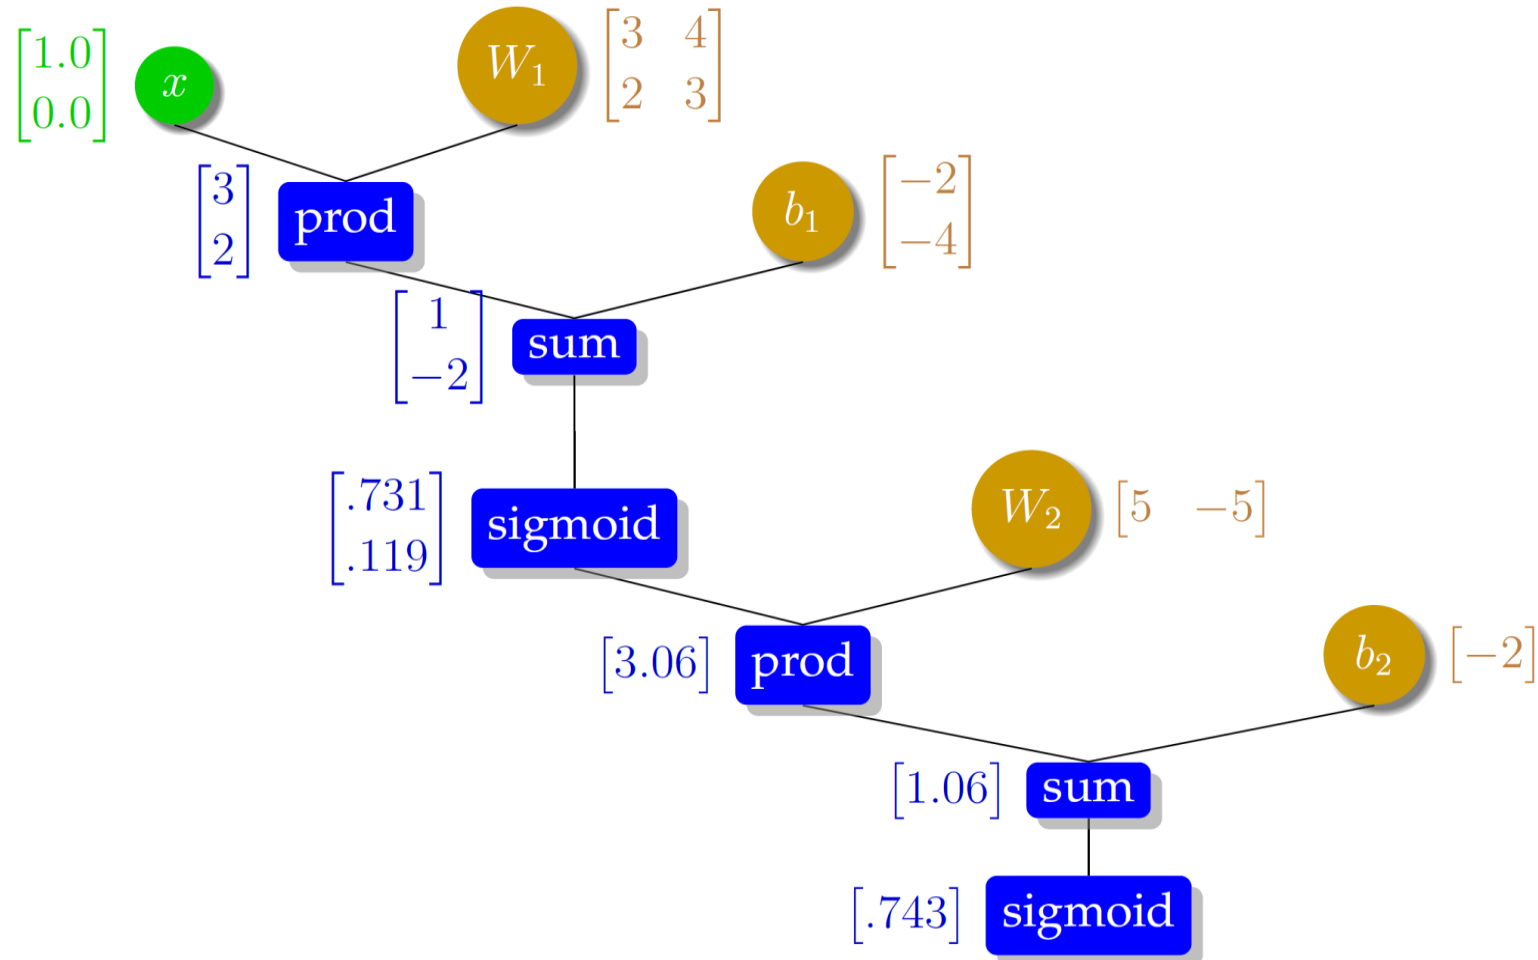 [1.0
0.0] x W₁ [3 4
2 3]
[3
2] prod b₁ [−2
−4]
[1
−2] sum
[.731
.119] sigmoid W₂ [5 −5]
[3.06] prod b₂ [−2]
[1.06] sum
[.743] sigmoid